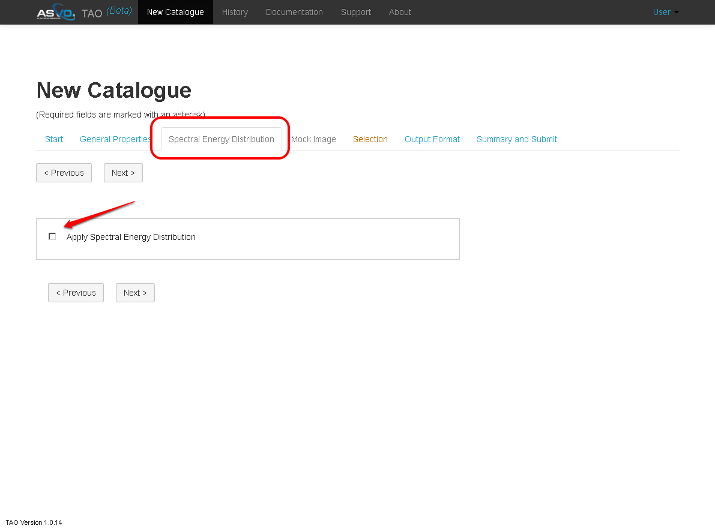 ASVO TAO (Beta) New Catalogue History Documentation Support About User
New Catalogue
(Required fields are marked with an asterisk)
Start General Properties Spectral Energy Distribution Mock Image Selection Output Format Summary and Submit
< Previous Next >
Apply Spectral Energy Distribution
< Previous Next >
TAO Version 1.0.14